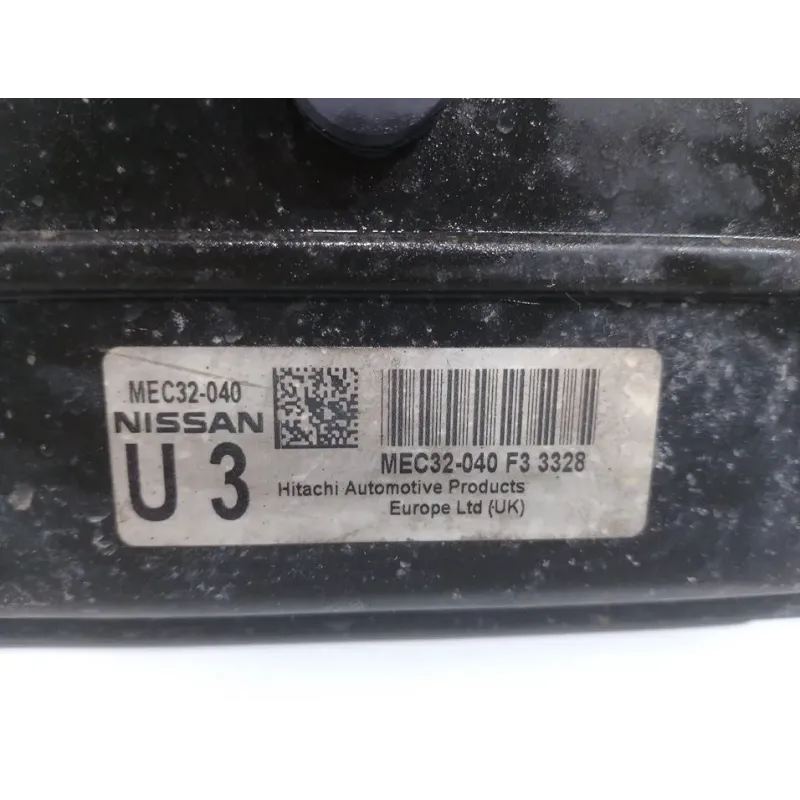 MEC32-040
NISSAN
U 3
MEC32-040 F3 3328
Hitachi Automotive Products
Europe Ltd (UK)